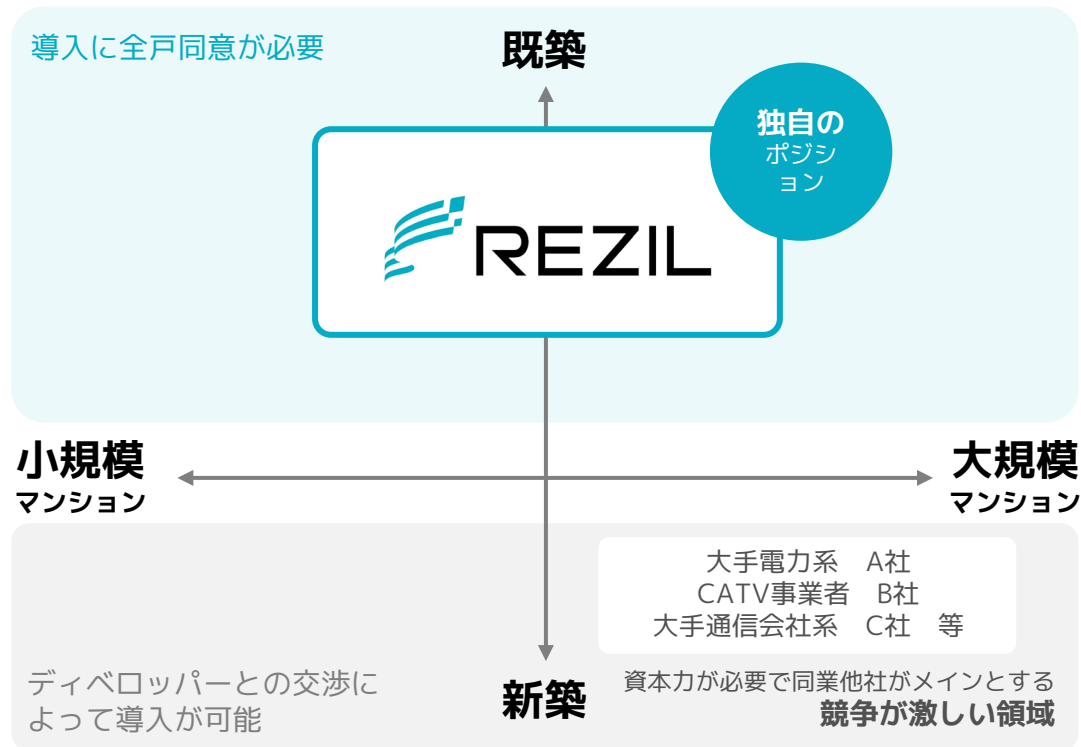 導入に全戸同意が必要
既築
独自の
ポジシ
ョン
REZIL
小規模
マンション
大規模
マンション
大手電力系　A社
CATV事業者　B社
大手通信会社系　C社　等
ディベロッパーとの交渉に
よって導入が可能
新築
資本力が必要で同業他社がメインとする
競争が激しい領域